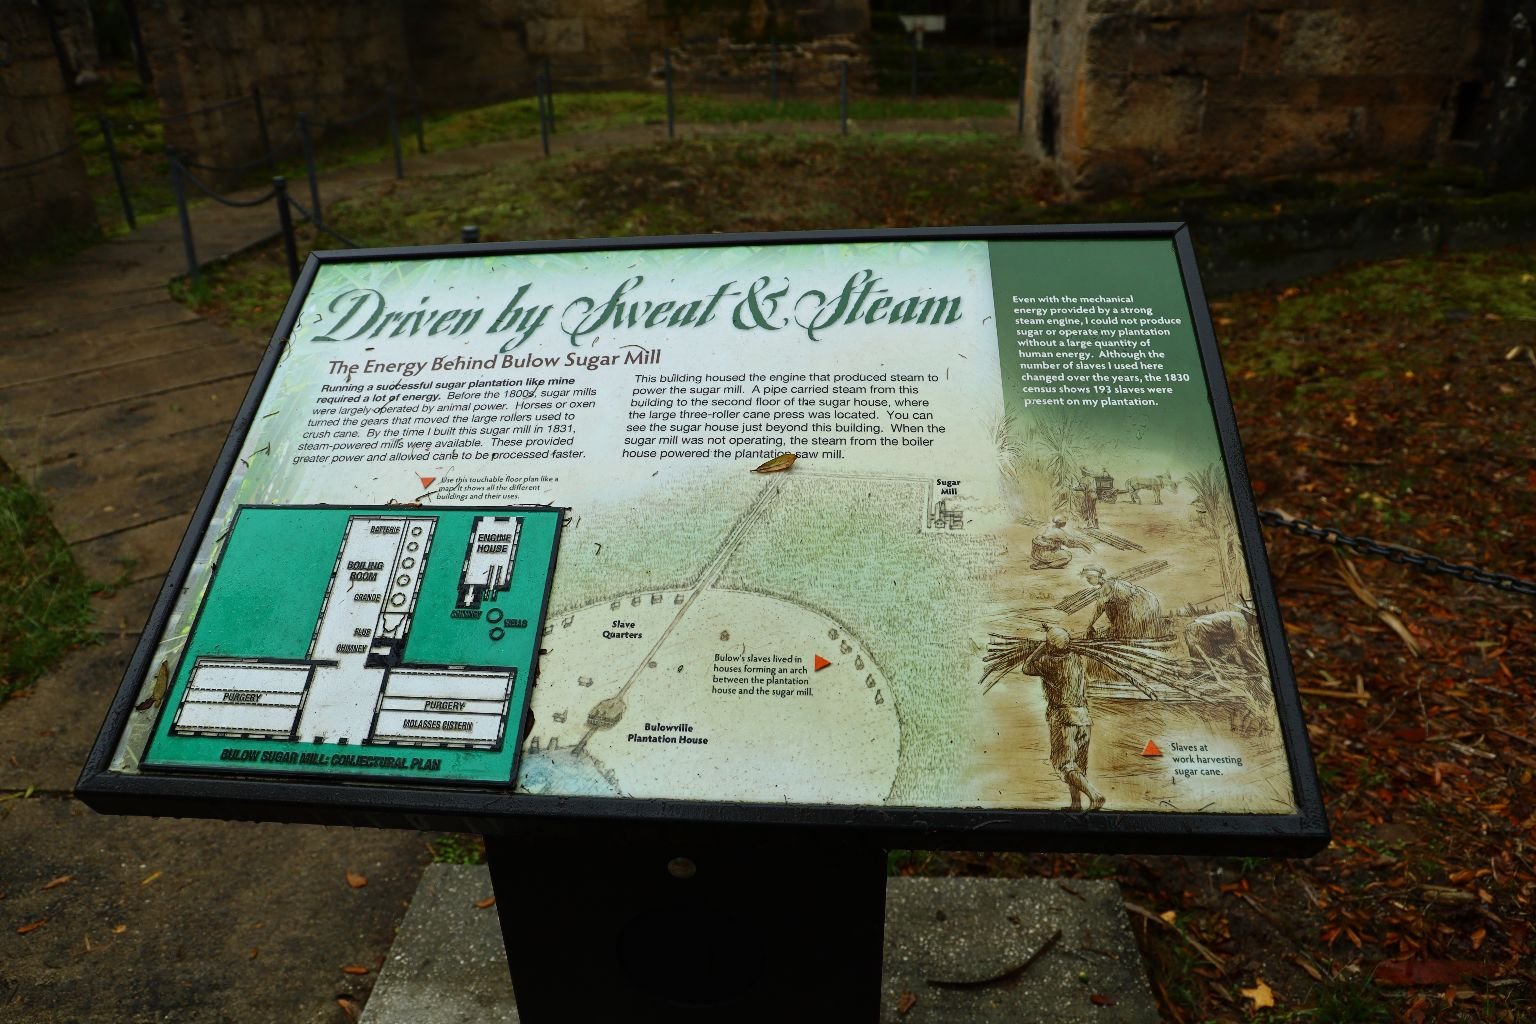 Driven by Sweat & Steam
The Energy Behind Bulow Sugar Mill
Running a successful sugar plantation like mine
required a lot of energy. Before the 1800s, sugar mills
were largely operated by animal power. Horses or oxen
turned the gears that moved the large rollers used to
crush cane. By the time I built this sugar mill in 1831,
steam-powered mills were available. These provided
greater power and allowed cane to be processed faster.
This building housed the engine that produced steam to
power the sugar mill. A pipe carried steam from this
building to the second floor of the sugar house, where
the large three-roller cane press was located. You can
see the sugar house just beyond this building. When the
sugar mill was not operating, the steam from the boiler
house powered the plantation saw mill.
Even with the mechanical
energy provided by a strong
steam engine, I could not produce
sugar or operate my plantation
without a large quantity of
human energy. Although the
number of slaves I used here
changed over the years, the 1830
census shows 193 slaves were
present on my plantation.
Use this touchable floor plan like a
map. It shows all the different
buildings and their uses.
BATTERIE
BOILING
ROOM
GRANDE
FLUE
CHIMNEY
ENGINE
HOUSE
CHIMNEY
WELLS
PURGERY
PURGERY
MOLASSES CISTERN
BULOW SUGAR MILL: CONJECTURAL PLAN
Sugar
Mill
Slave
Quarters
Bulow's slaves lived in
houses forming an arch
between the plantation
house and the sugar mill.
Bulowville
Plantation House
Slaves at
work harvesting
sugar cane.